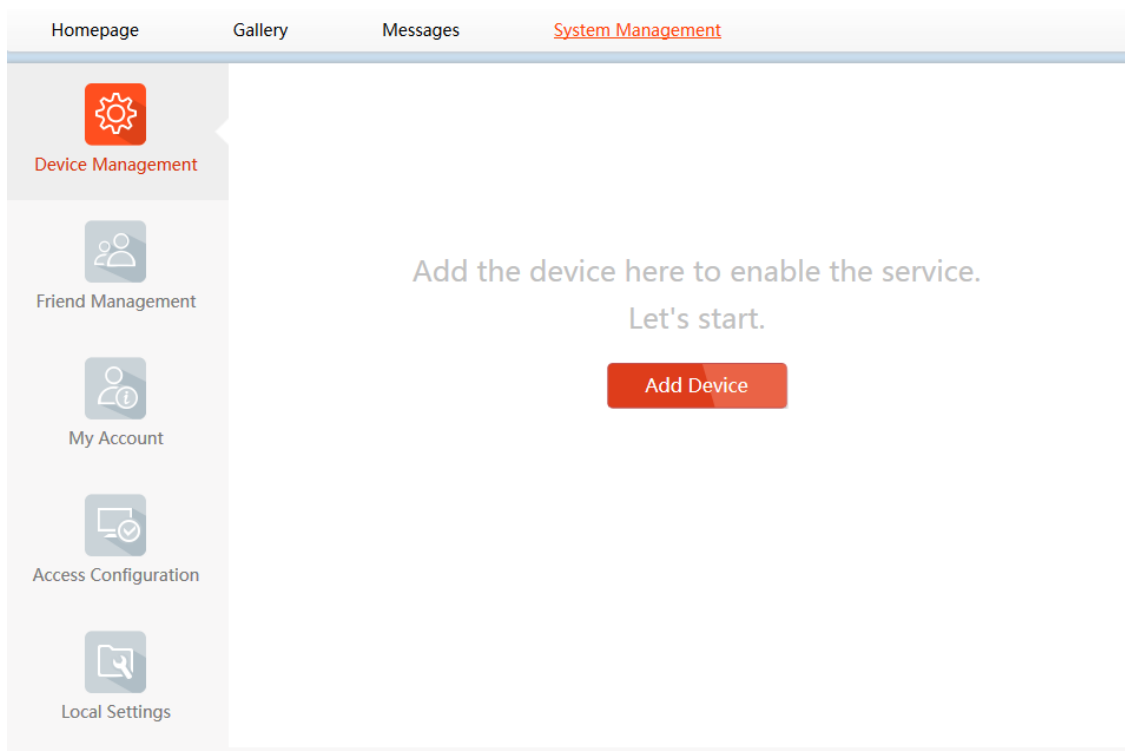 Homepage Gallery Messages System Management
Device Management
Friend Management
My Account
Access Configuration
Local Settings
Add the device here to enable the service.
Let's start.
Add Device